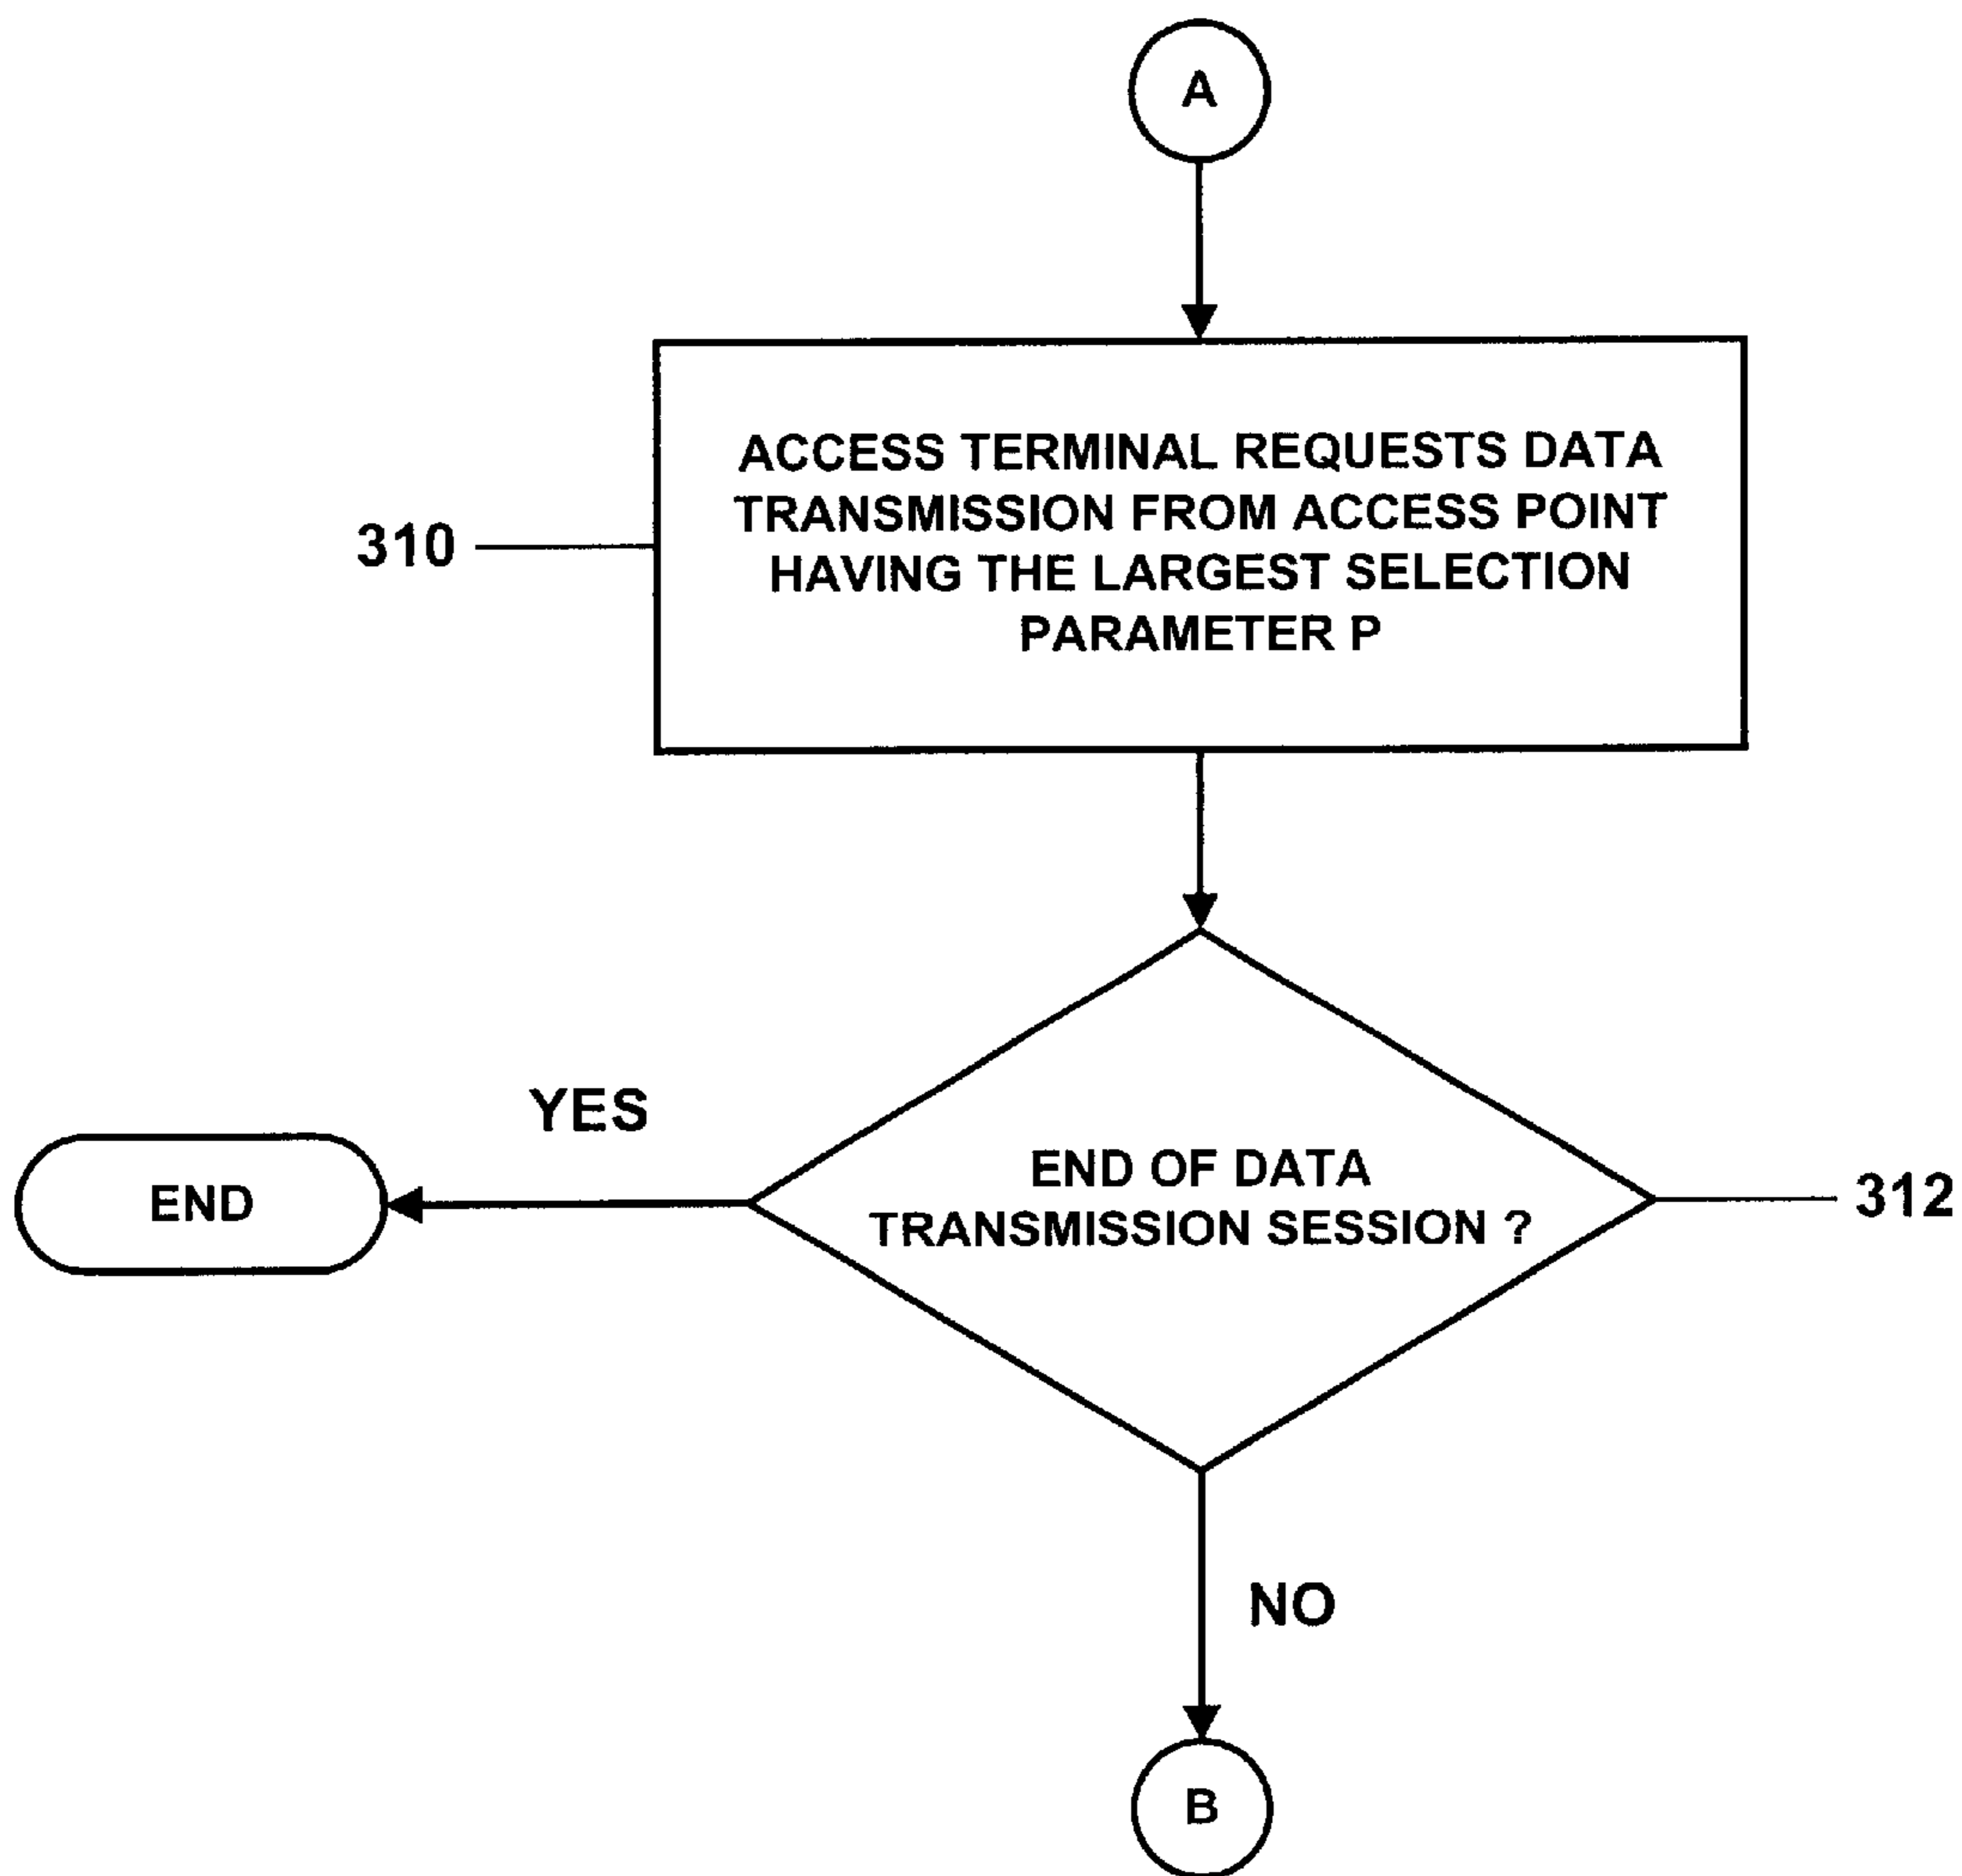 A
ACCESS TERMINAL REQUESTS DATA
TRANSMISSION FROM ACCESS POINT
HAVING THE LARGEST SELECTION
PARAMETER P
310
YES
END
END OF DATA
TRANSMISSION SESSION ?
312
NO
B